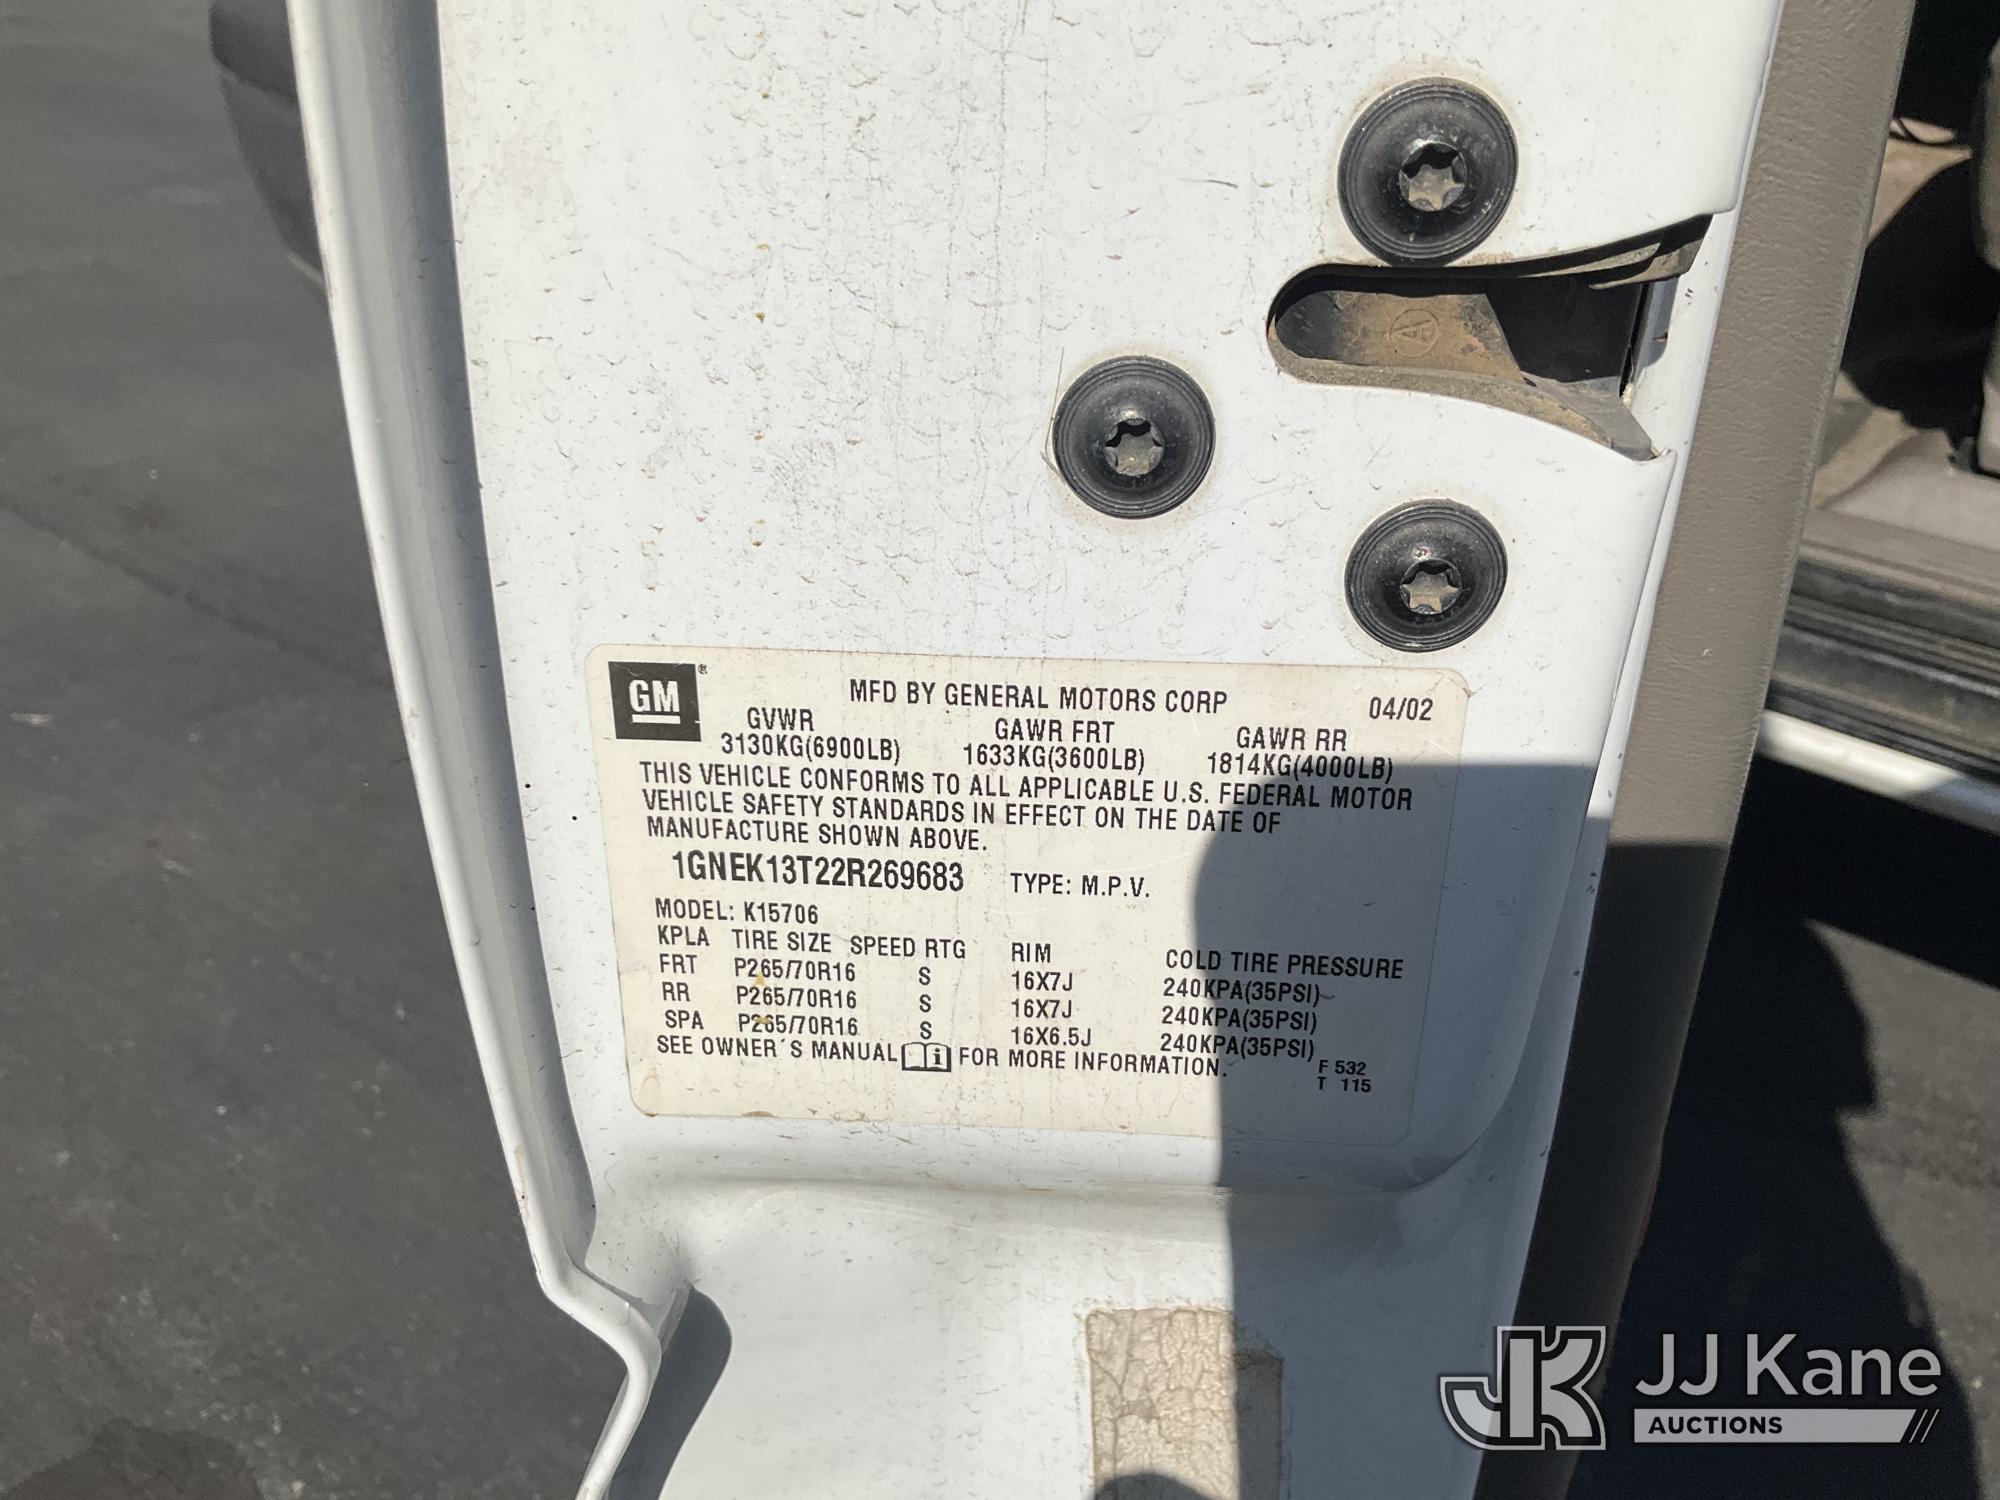 A
GM ®
MFD BY GENERAL MOTORS CORP 04/02
GVWR GAWR FRT GAWR RR
3130KG(6900LB) 1633KG(3600LB) 1814KG(4000LB)
THIS VEHICLE CONFORMS TO ALL APPLICABLE U.S. FEDERAL MOTOR
VEHICLE SAFETY STANDARDS IN EFFECT ON THE DATE OF
MANUFACTURE SHOWN ABOVE.
1GNEK13T22R269683 TYPE: M.P.V.
MODEL: K15706
KPLA TIRE SIZE SPEED RTG RIM COLD TIRE PRESSURE
FRT P265/70R16 S 16X7J 240KPA(35PSI)
RR P265/70R16 S 16X7J 240KPA(35PSI)
SPA P265/70R16 S 16X6.5J 240KPA(35PSI)
SEE OWNER´S MANUAL i FOR MORE INFORMATION.
F 532
T 115
JK JJ Kane
AUCTIONS